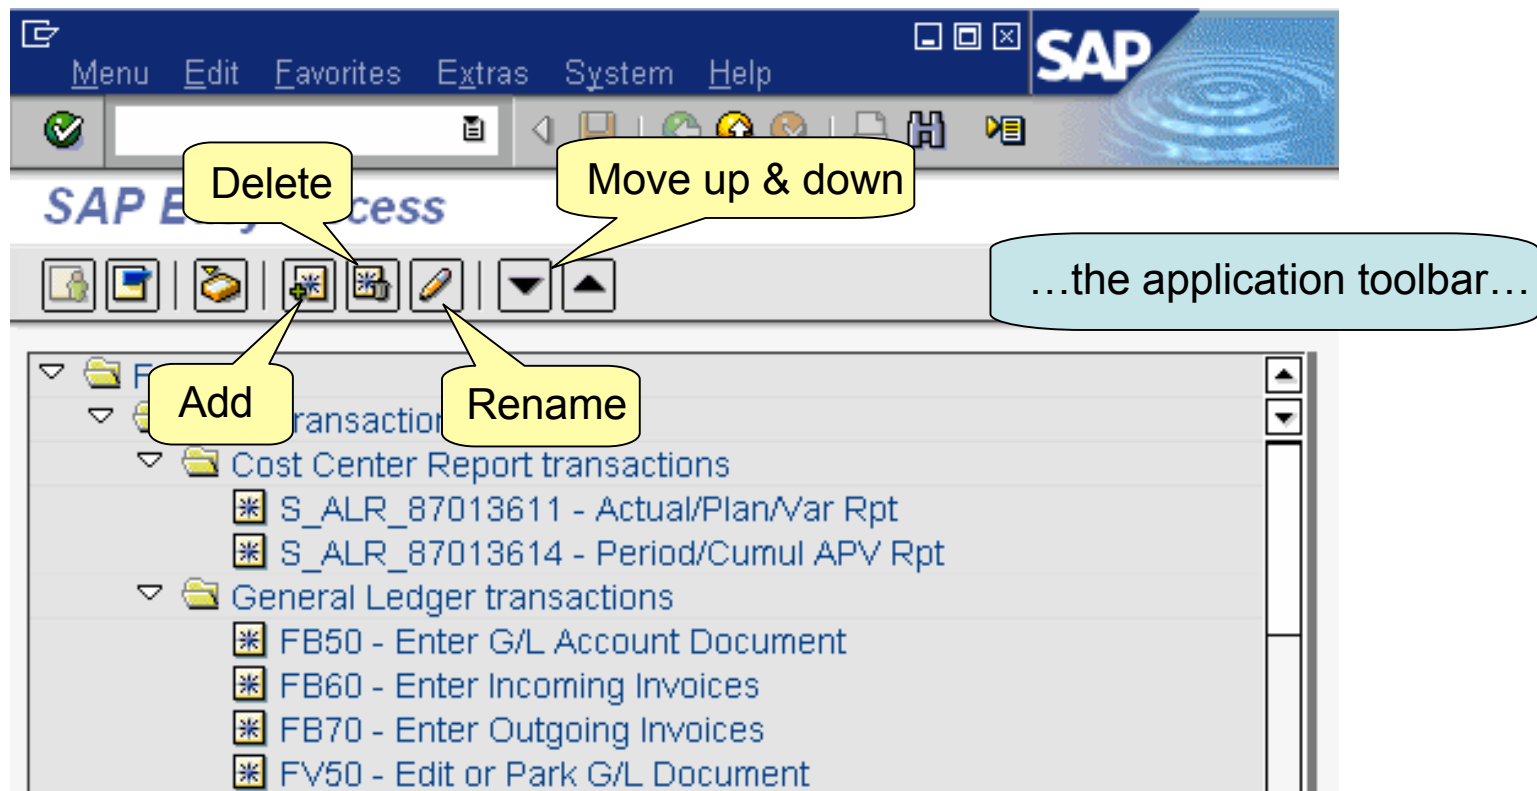 Menu Edit Favorites Extras System Help
SAP
Delete
Move up & down
SAP
…the application toolbar…
Add
Rename
Cost Center Report transactions
S_ALR_87013611 - Actual/Plan/Var Rpt
S_ALR_87013614 - Period/Cumul APV Rpt
General Ledger transactions
FB50 - Enter G/L Account Document
FB60 - Enter Incoming Invoices
FB70 - Enter Outgoing Invoices
FV50 - Edit or Park G/L Document